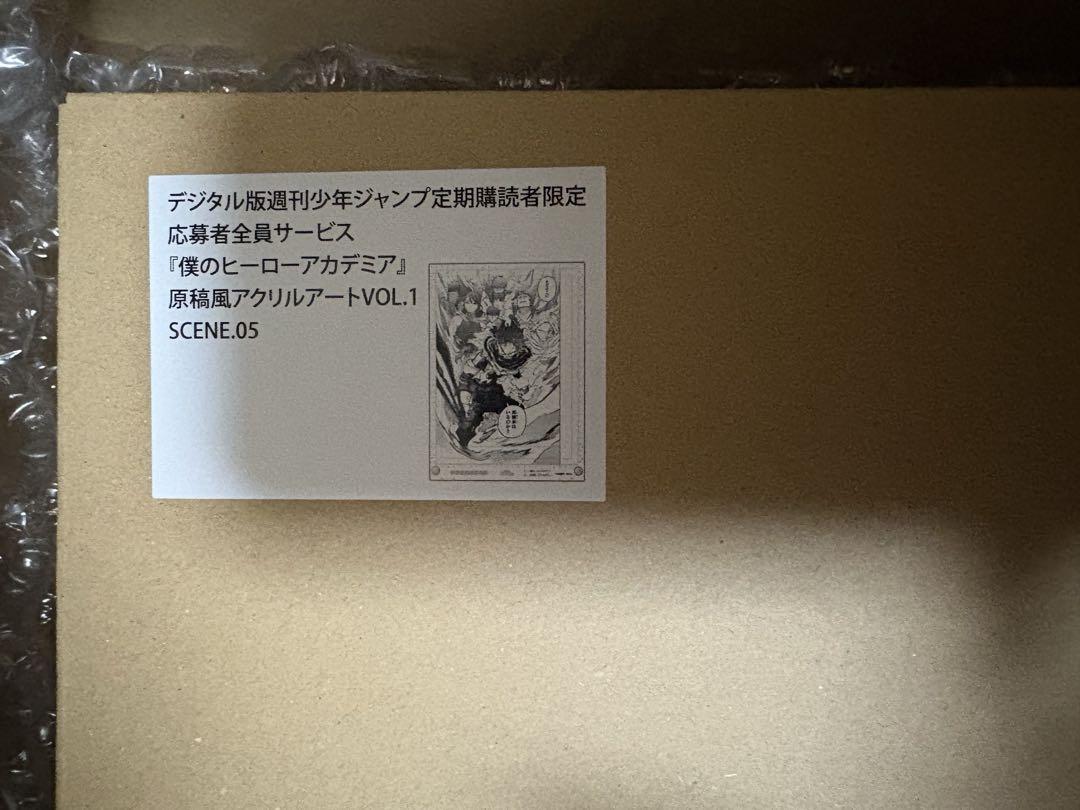 デジタル版週刊少年ジャンプ定期購読者限定
応募者全員サービス
『僕のヒーローアカデミア』
原稿風アクリルアートVOL.1
SCENE.05